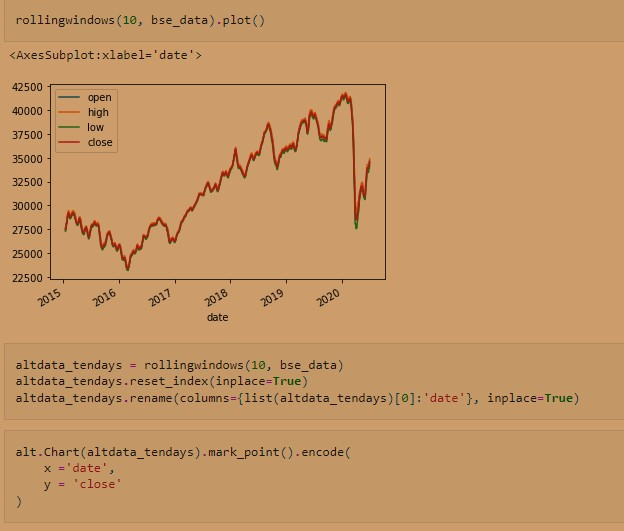 rollingwindows(10, bse_data).plot()
<AxesSubplot:xlabel='date'>
42500
40000
37500
35000
32500
30000
27500
25000
22500
open
high
low
close
2015
2016
2017
2018
2019
2020
date
altdata_tendays = rollingwindows(10, bse_data)
altdata_tendays.reset_index(inplace=True)
altdata_tendays.rename(columns={list(altdata_tendays)[0]:'date'}, inplace=True)
alt.Chart(altdata_tendays).mark_point().encode(
    x ='date',
    y = 'close'
)